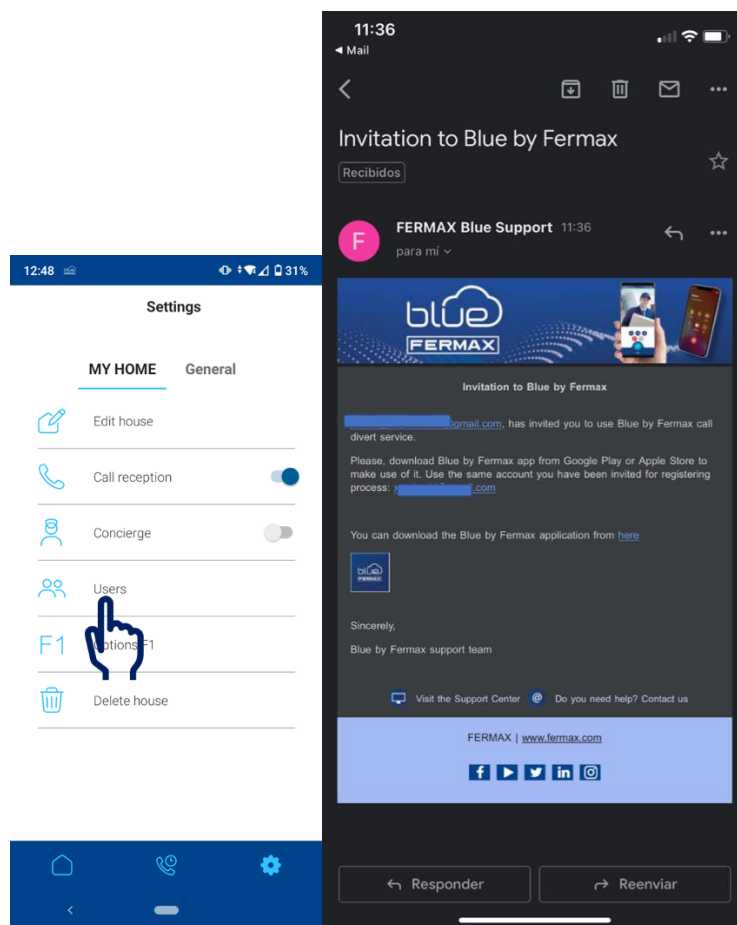 12:48
31%
Settings
MY HOME General
Edit house
Call reception
Concierge
Users
F1 Options F1
Delete house
11:36
Mail
Invitation to Blue by Fermax
Recibidos
F
FERMAX Blue Support 11:36
para mí
blue
FERMAX
Invitation to Blue by Fermax
@gmail.com, has invited you to use Blue by Fermax call
divert service.
Please, download Blue by Fermax app from Google Play or Apple Store to
make use of it. Use the same account you have been invited for registering
process: .com
You can download the Blue by Fermax application from here
blue
FERMAX
Sincerely,
Blue by Fermax support team
Visit the Support Center @ Do you need help? Contact us
FERMAX | www.fermax.com
Responder
Reenviar